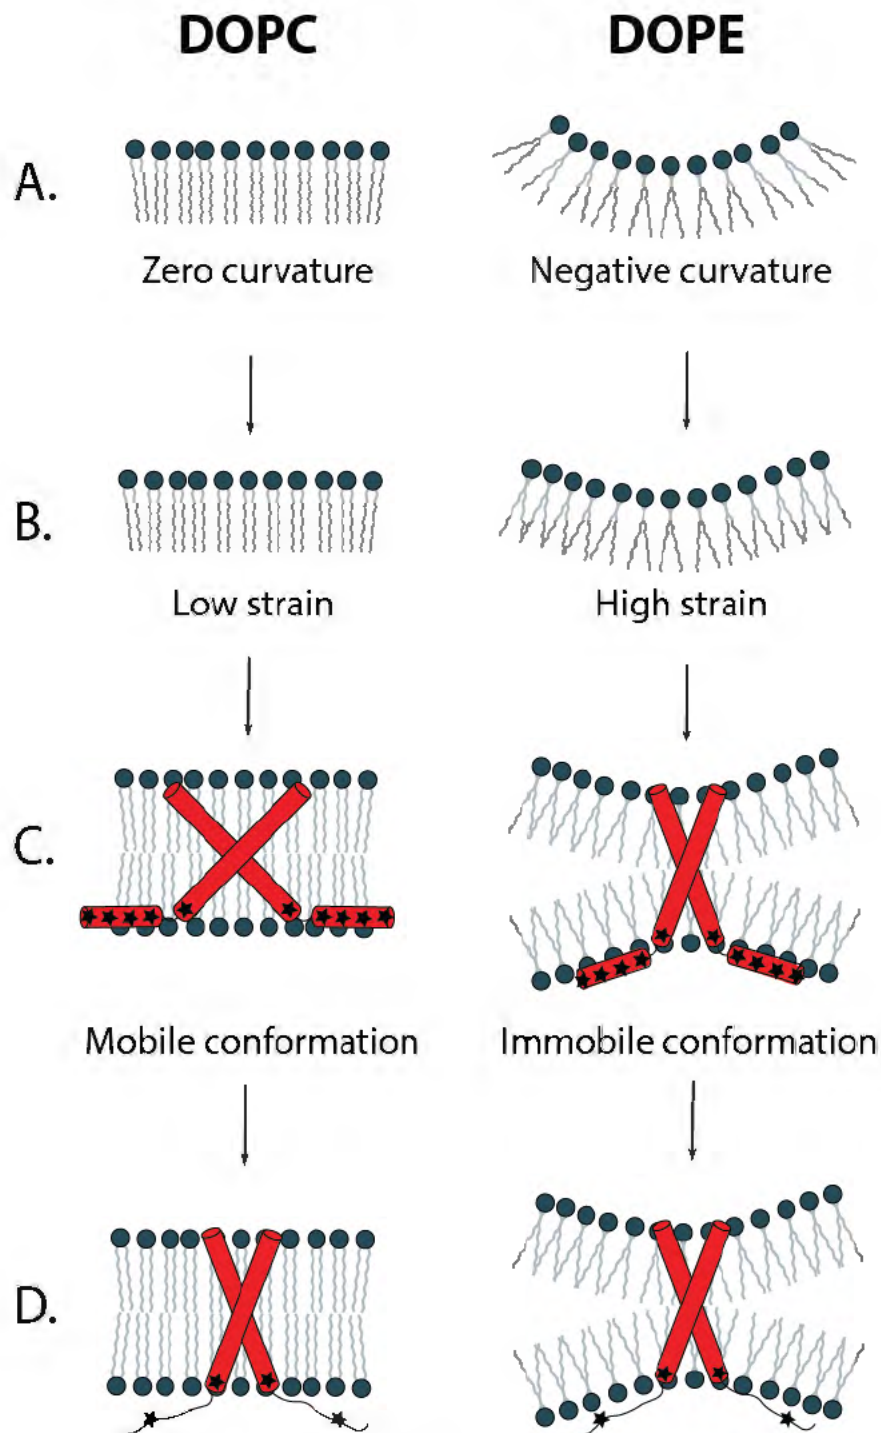 DOPC DOPE
A.
Zero curvature Negative curvature
B.
Low strain High strain
C.
Mobile conformation Immobile conformation
D.